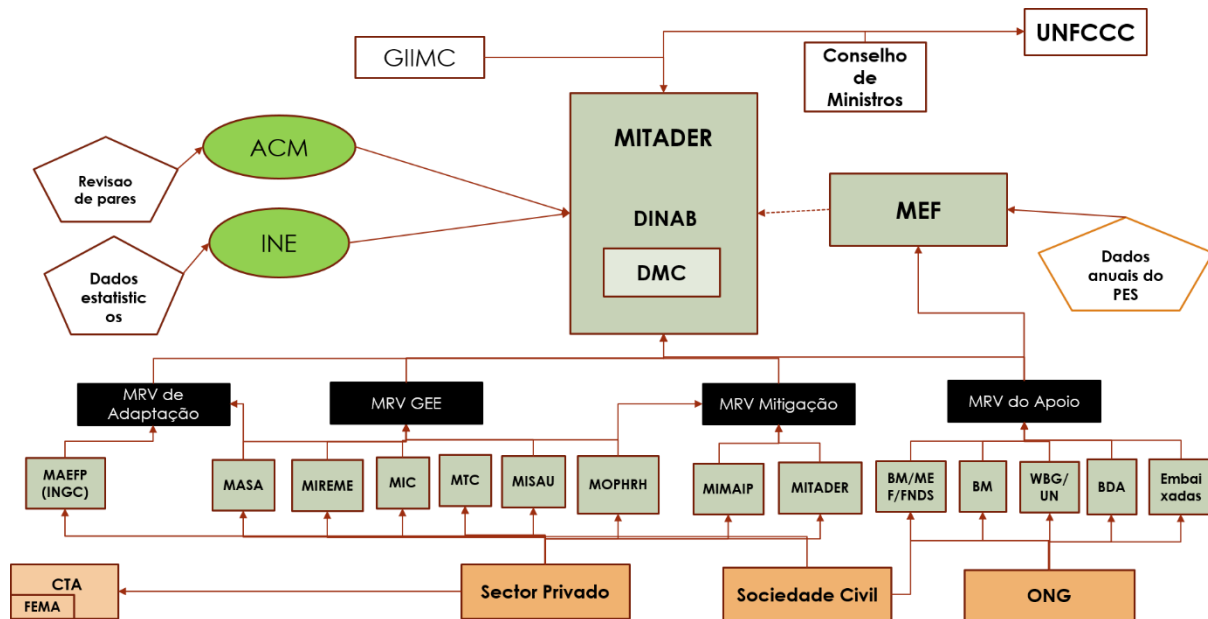 GIIMC
Conselho
de
Ministros
UNFCCC
Revisao
de pares
ACM
MITADER
DINAB
DMC
MEF
INE
Dados
estatistic
os
Dados
anuais do
PES
MRV de
Adaptação
MRV GEE
MRV Mitigação
MRV do Apoio
MAEFP
(INGC)
MASA
MIREME
MIC
MTC
MISAU
MOPHRH
MIMAIP
MITADER
BM/ME
F/FNDS
BM
WBG/
UN
BDA
Embai
xadas
CTA
FEMA
Sector Privado
Sociedade Civil
ONG